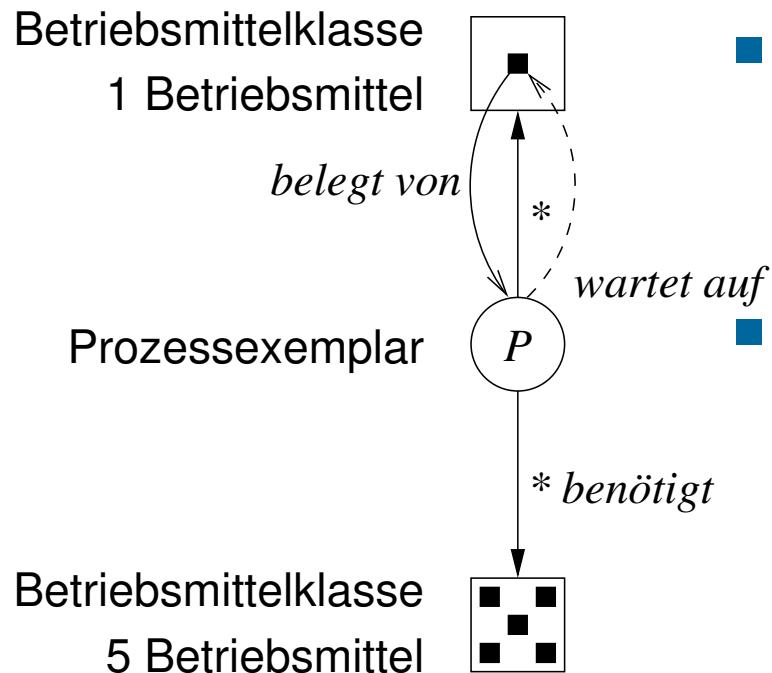 Betriebsmittelklasse
1 Betriebsmittel
belegt von
*
wartet auf
Prozessexemplar
P
* benötigt
Betriebsmittelklasse
5 Betriebsmittel